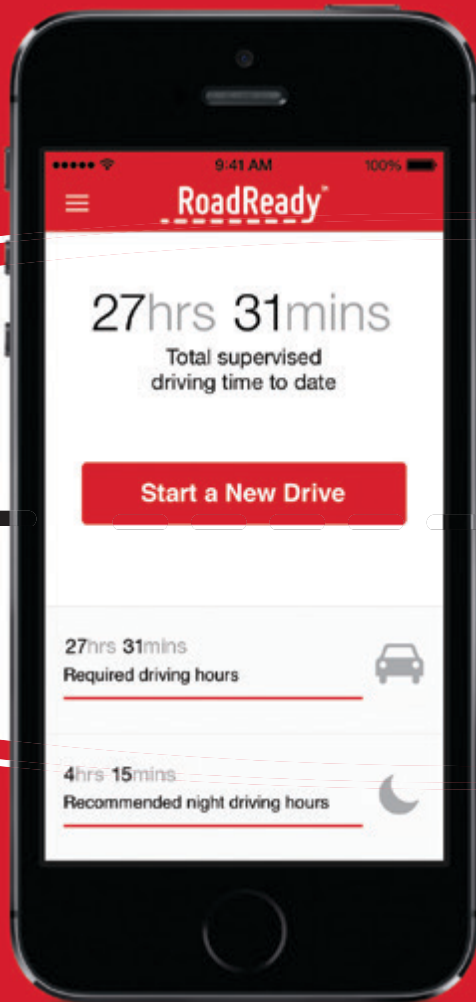 9:41 AM
100%
RoadReady™
27hrs 31mins
Total supervised
driving time to date
Start a New Drive
27hrs 31mins
Required driving hours
4hrs 15mins
Recommended night driving hours